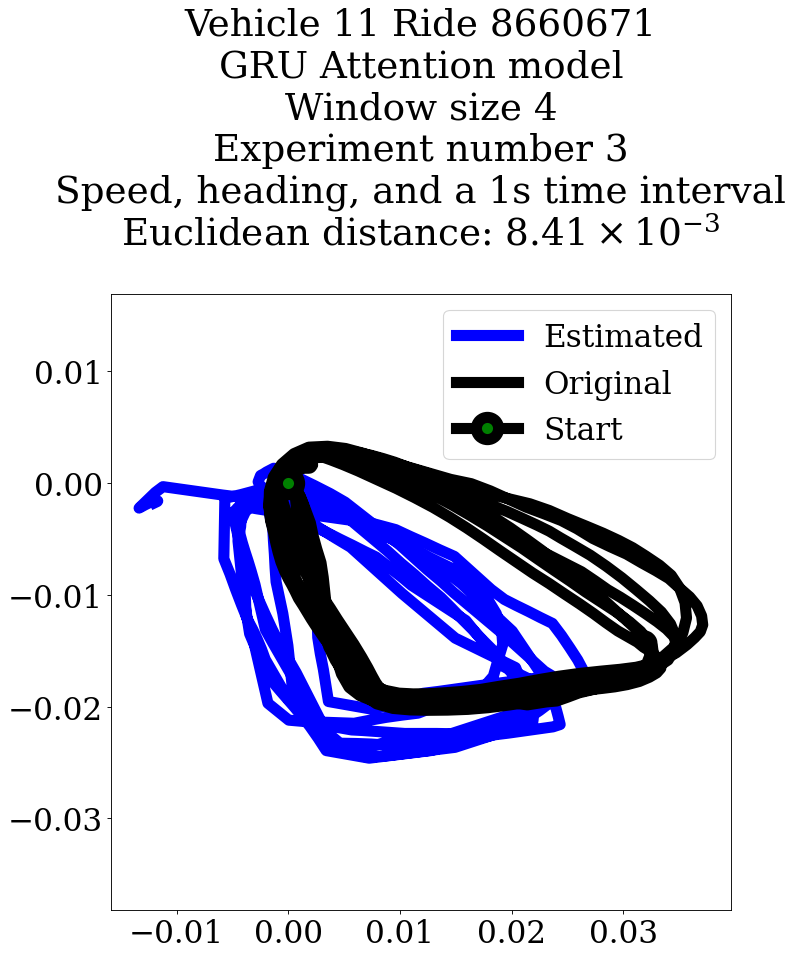 Vehicle 11 Ride 8660671
GRU Attention model
Window size 4
Experiment number 3
Speed, heading, and a 1s time interval
Euclidean distance: 8.41 × 10⁻³
Estimated
Original
Start
0.01
0.00
−0.01
−0.02
−0.03
−0.01
0.00
0.01
0.02
0.03